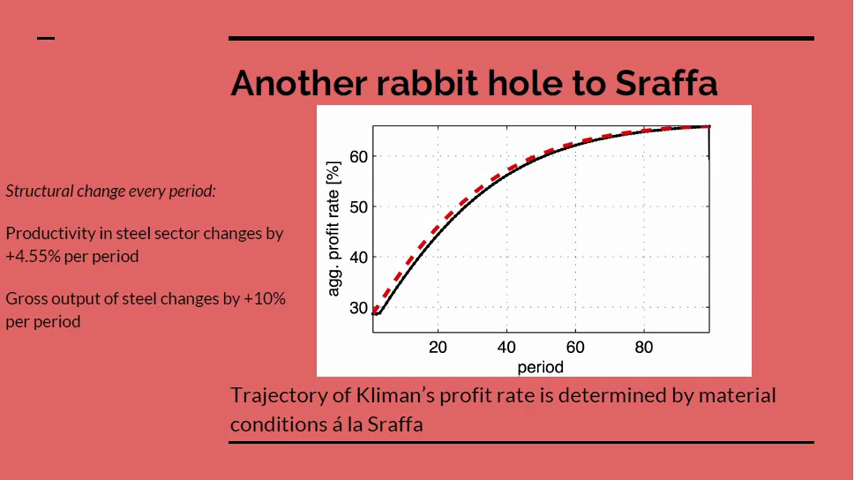 Another rabbit hole to Sraffa
Structural change every period:
Productivity in steel sector changes by
+4.55% per period
Gross output of steel changes by +10%
per period
agg. profit rate [%]
60
50
40
30
20
40
60
80
period
Trajectory of Kliman’s profit rate is determined by material
conditions á la Sraffa